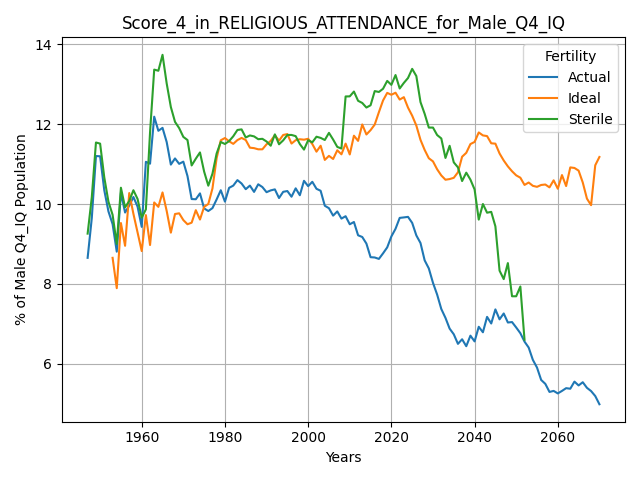 Score_4_in_RELIGIOUS_ATTENDANCE_for_Male_Q4_IQ
% of Male Q4_IQ Population
14
12
10
8
6
Fertility
Actual
Ideal
Sterile
1960
1980
2000
2020
2040
2060
Years